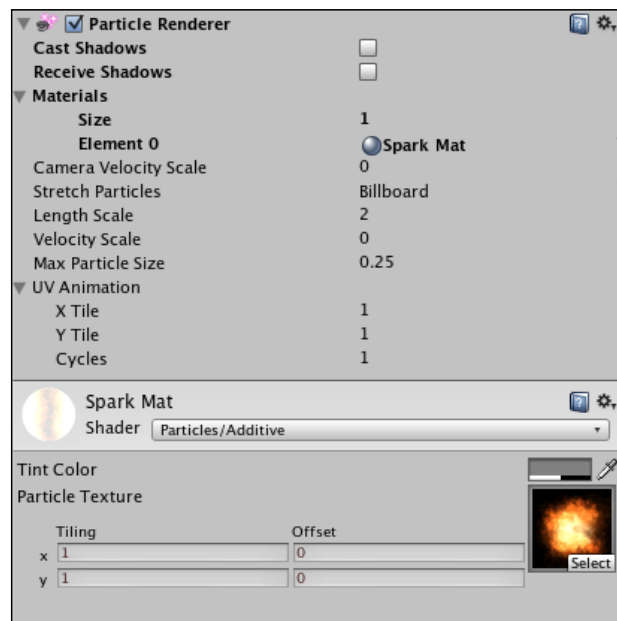 Particle Renderer
Cast Shadows
Receive Shadows
Materials
Size 1
Element 0 Spark Mat
Camera Velocity Scale 0
Stretch Particles Billboard
Length Scale 2
Velocity Scale 0
Max Particle Size 0.25
UV Animation
X Tile 1
Y Tile 1
Cycles 1
Spark Mat
Shader Particles/Additive
Tint Color
Particle Texture
Tiling Offset
Select
x 1 0
y 1 0